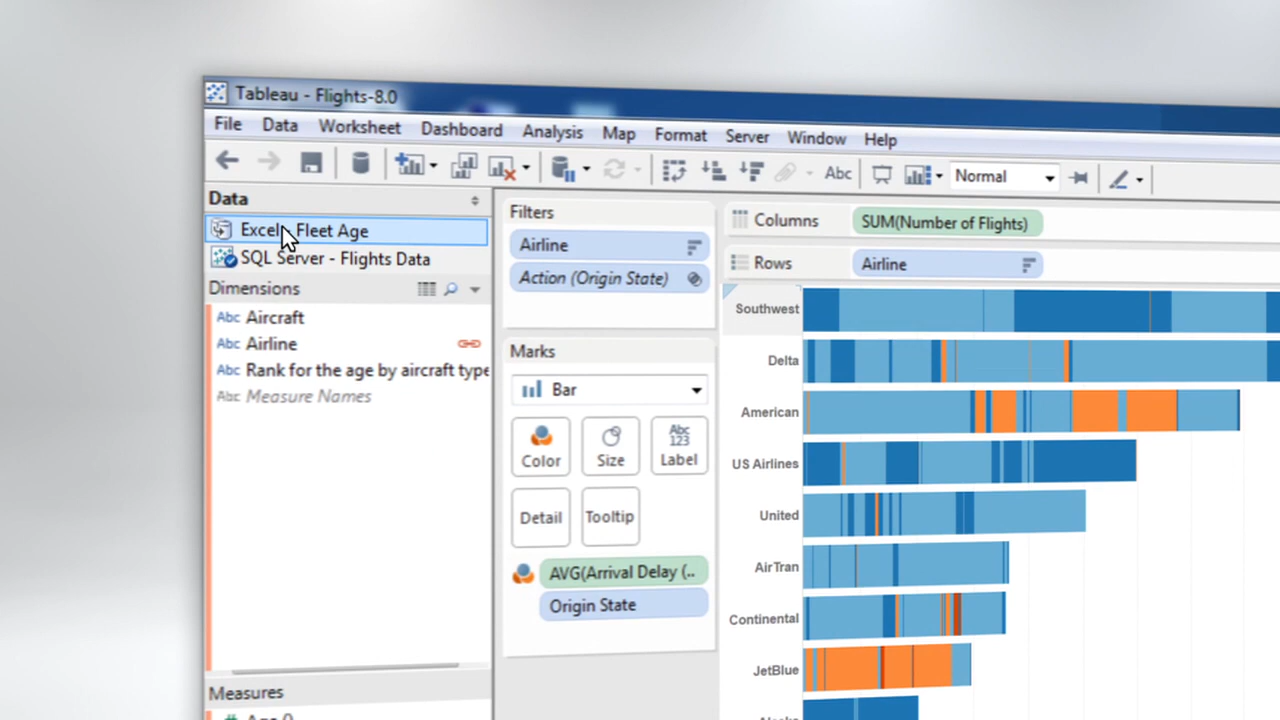 Tableau - Flights-8.0
File Data Worksheet Dashboard Analysis Map Format Server Window Help
Abc Normal
Data
Excel - Fleet Age
SQL Server - Flights Data
Dimensions
Abc Aircraft
Abc Airline
Abc Rank for the age by aircraft type
Abc Measure Names
Measures
Filters
Airline
Action (Origin State)
Marks
Bar
Color
Size
Abc
123
Label
Detail
Tooltip
AVG(Arrival Delay (..
Origin State
Columns SUM(Number of Flights)
Rows Airline
Southwest
Delta
American
US Airlines
United
AirTran
Continental
JetBlue